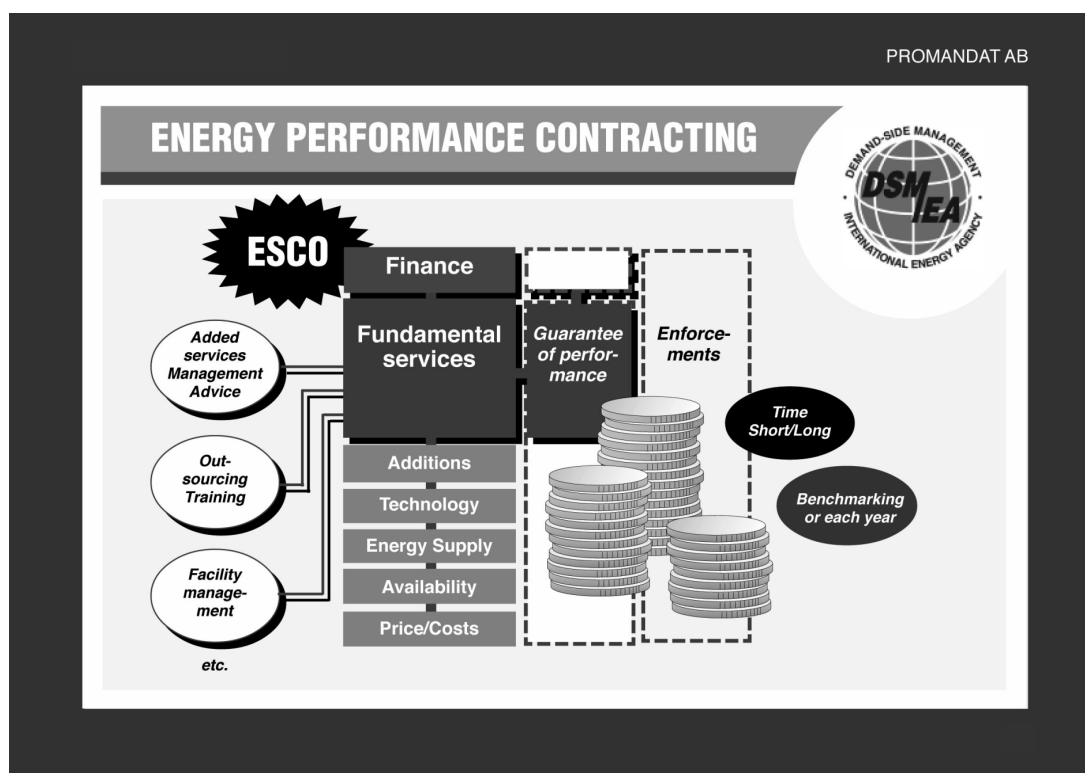 PROMANDAT AB
ENERGY PERFORMANCE CONTRACTING
DEMAND-SIDE MANAGEMENT
DSM
IEA
INTERNATIONAL ENERGY AGENCY
ESCO
Finance
Fundamental
services
Guarantee
of perfor-
mance
Enforce-
ments
Added
services
Management
Advice
Out-
sourcing
Training
Facility
manage-
ment
etc.
Additions
Technology
Energy Supply
Availability
Price/Costs
Time
Short/Long
Benchmarking
or each year